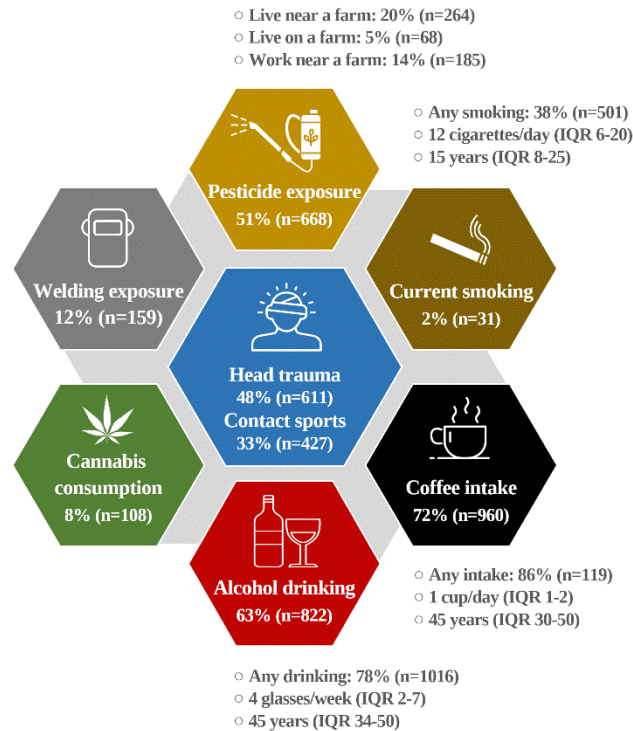 ○ Live near a farm: 20% (n=264)
○ Live on a farm: 5% (n=68)
○ Work near a farm: 14% (n=185)
Pesticide exposure
51% (n=668)
○ Any smoking: 38% (n=501)
○ 12 cigarettes/day (IQR 6-20)
○ 15 years (IQR 8-25)
Welding exposure
12% (n=159)
Current smoking
2% (n=31)
Head trauma
48% (n=611)
Contact sports
33% (n=427)
Cannabis
consumption
8% (n=108)
Coffee intake
72% (n=960)
Alcohol drinking
63% (n=822)
○ Any intake: 86% (n=119)
○ 1 cup/day (IQR 1-2)
○ 45 years (IQR 30-50)
○ Any drinking: 78% (n=1016)
○ 4 glasses/week (IQR 2-7)
○ 45 years (IQR 34-50)